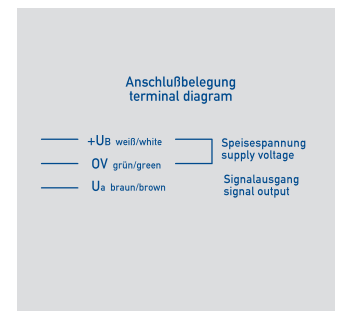 Anschlußbelegung
terminal diagram
+UB weiß/white
0V grün/green
Ua braun/brown
Speisespannung
supply voltage
Signalausgang
signal output